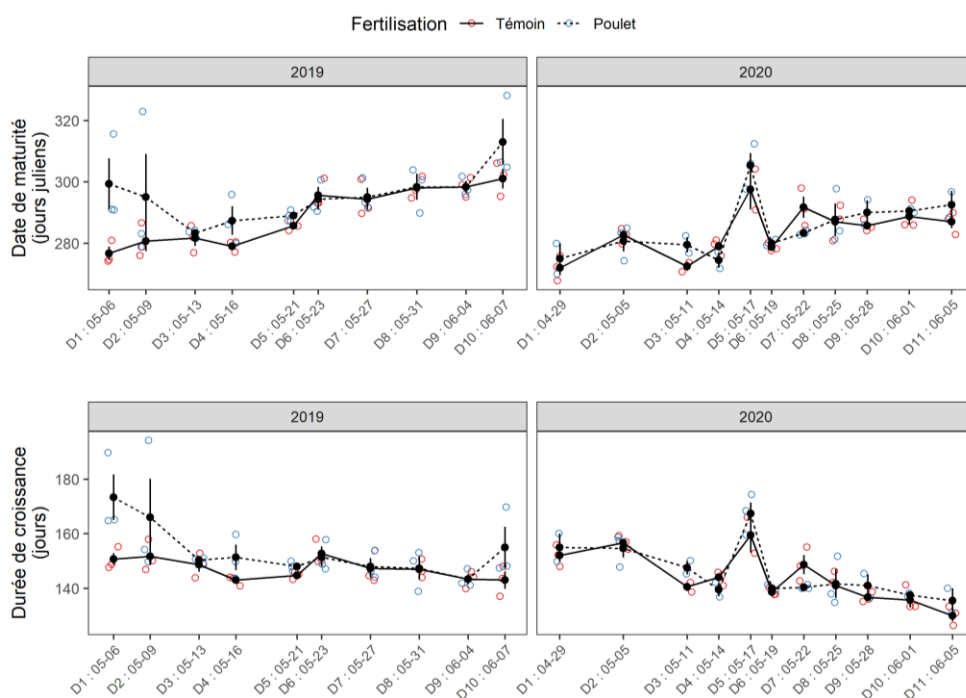 Fertilisation Témoin Poulet
2019 2020
Date de maturité
(jours juliens)
320
300
280
D1 : 05-06
D2 : 05-09
D3 : 05-13
D4 : 05-16
D5 : 05-21
D6 : 05-23
D7 : 05-27
D8 : 05-31
D9 : 06-04
D10 : 06-07
D1 : 04-29
D2 : 05-05
D3 : 05-11
D4 : 05-14
D5 : 05-17
D6 : 05-19
D7 : 05-22
D8 : 05-25
D9 : 05-28
D10 : 06-01
D11 : 06-05
2019 2020
Durée de croissance
(jours)
180
160
140
D1 : 05-06
D2 : 05-09
D3 : 05-13
D4 : 05-16
D5 : 05-21
D6 : 05-23
D7 : 05-27
D8 : 05-31
D9 : 06-04
D10 : 06-07
D1 : 04-29
D2 : 05-05
D3 : 05-11
D4 : 05-14
D5 : 05-17
D6 : 05-19
D7 : 05-22
D8 : 05-25
D9 : 05-28
D10 : 06-01
D11 : 06-05